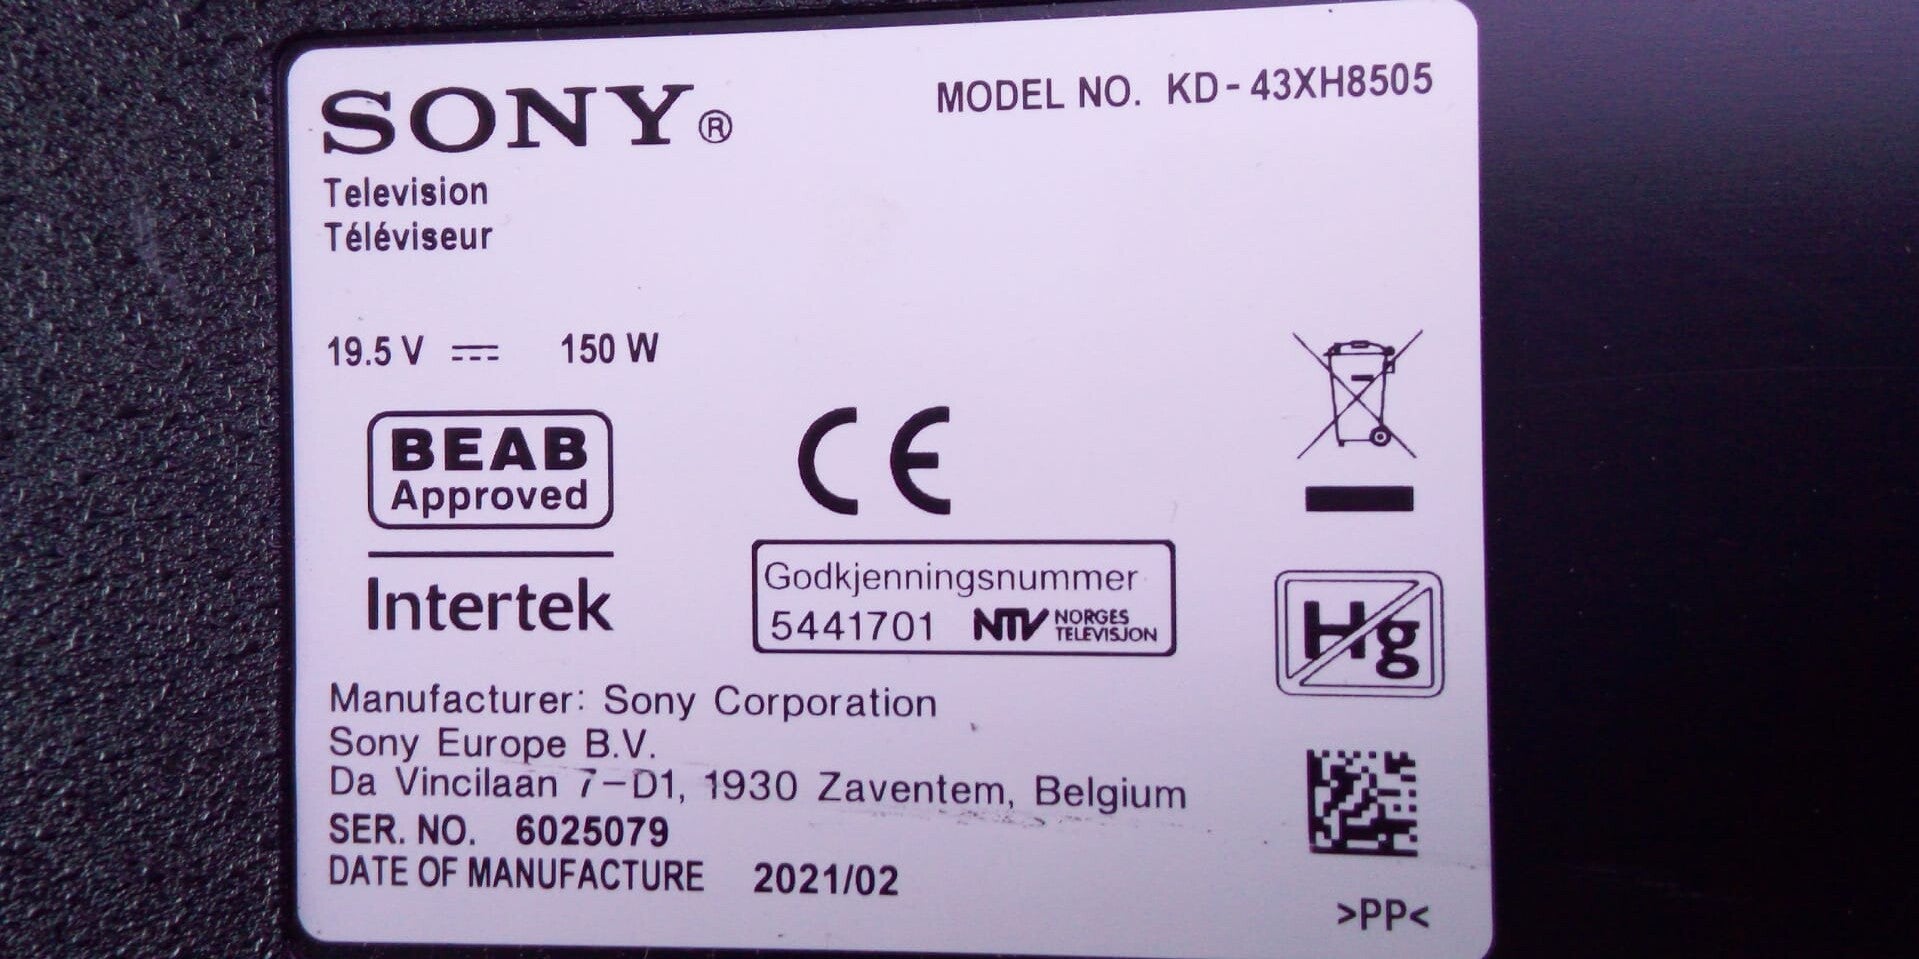 SONY®
MODEL NO. KD-43XH8505
Television
Téléviseur
19.5 V 150 W
BEAB
Approved
Intertek
CE
Godkjenningsnummer
5441701 NTV NORGES
TELEVISJON
Hg
Manufacturer: Sony Corporation
Sony Europe B.V.
Da Vincilaan 7-D1, 1930 Zaventem, Belgium
SER. NO. 6025079
DATE OF MANUFACTURE 2021/02
>PP<